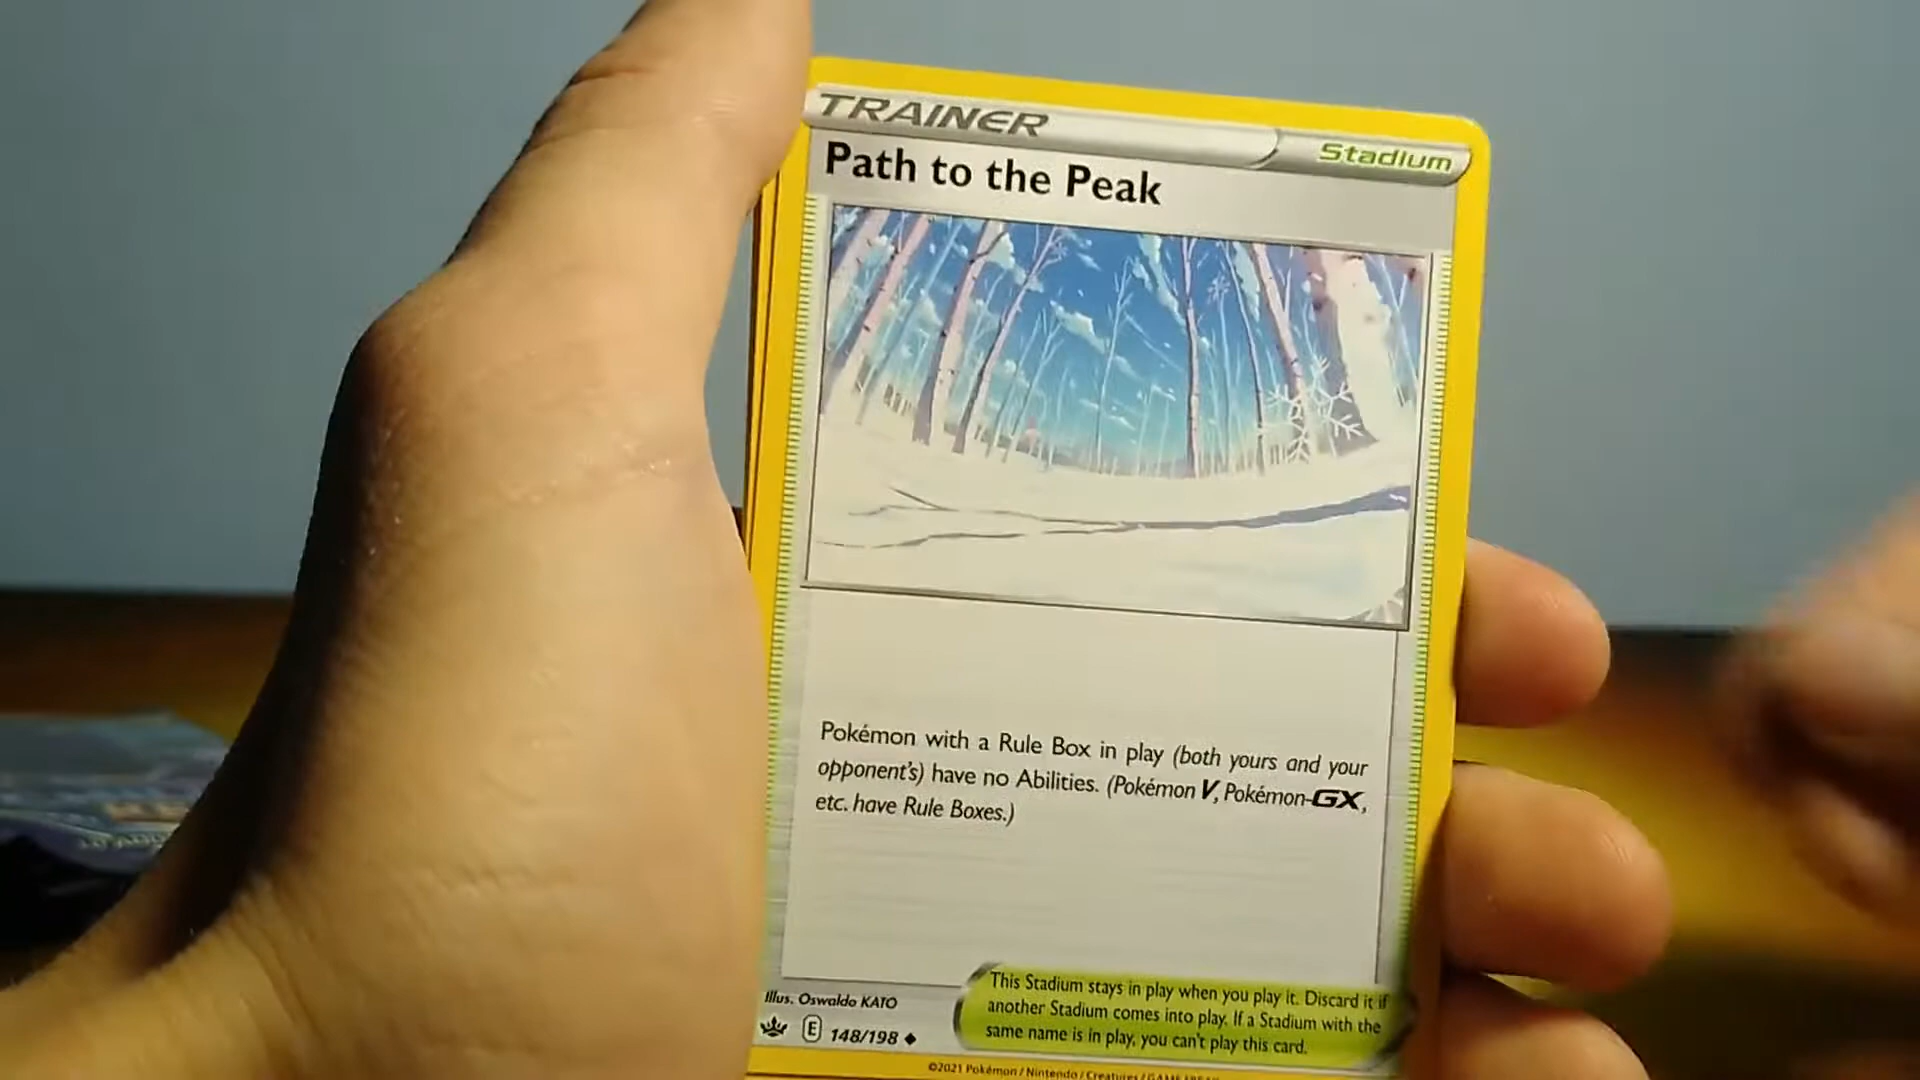 TRAINER
Stadium
Path to the Peak
Pokémon with a Rule Box in play (both yours and your
opponent's) have no Abilities. (Pokémon V, Pokémon-GX,
etc. have Rule Boxes.)
This Stadium stays in play when you play it. Discard it if
another Stadium comes into play. If a Stadium with the
same name is in play, you can't play this card.
Illus. Oswaldo KATO
E 148/198
©2021 Pokémon / Nintendo / Creatures /